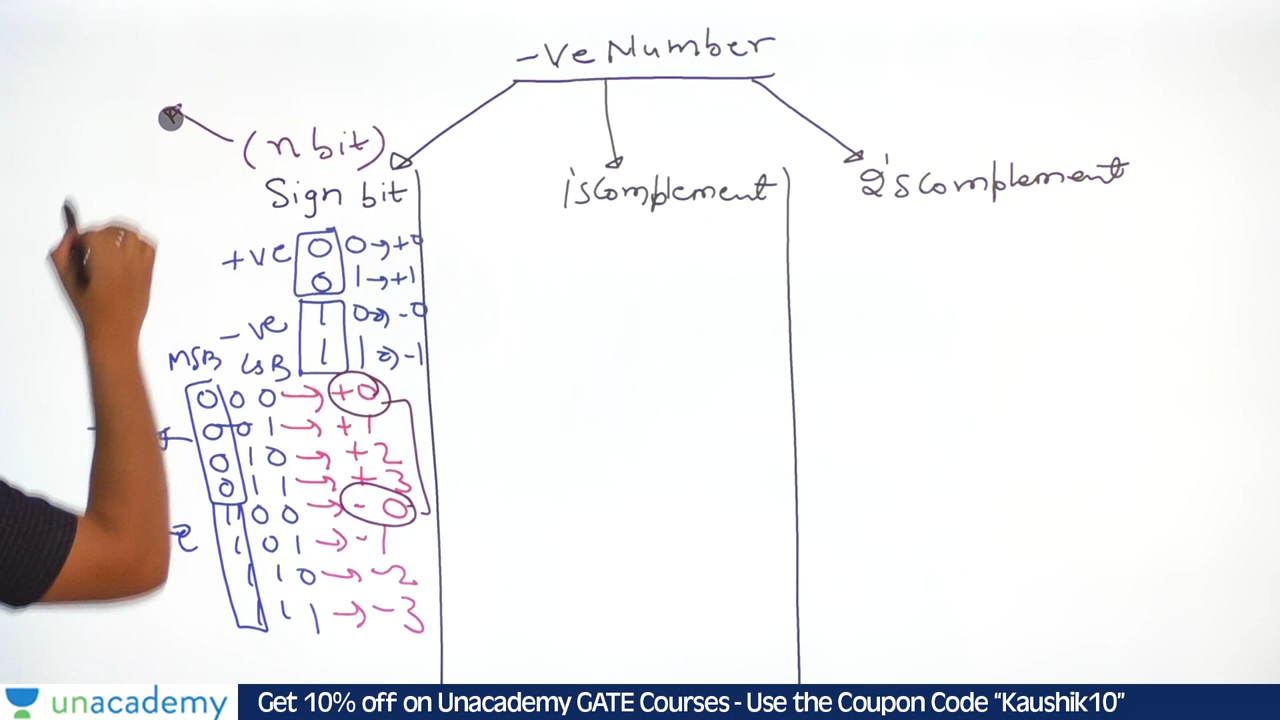 -Ve Number
(n bit)
Sign bit
1's complement
2's complement
+ve 0 0 → +0
0 1 → +1
-ve 1 0 → -0
1 1 → -1
MSB LSB
0 0 0 → +0
0 0 1 → +1
0 1 0 → +2
0 1 1 → +3
1 0 0 → -0
1 0 1 → -1
1 1 0 → -2
1 1 1 → -3
unacademy
Get 10% off on Unacademy GATE Courses - Use the Coupon Code "Kaushik10"